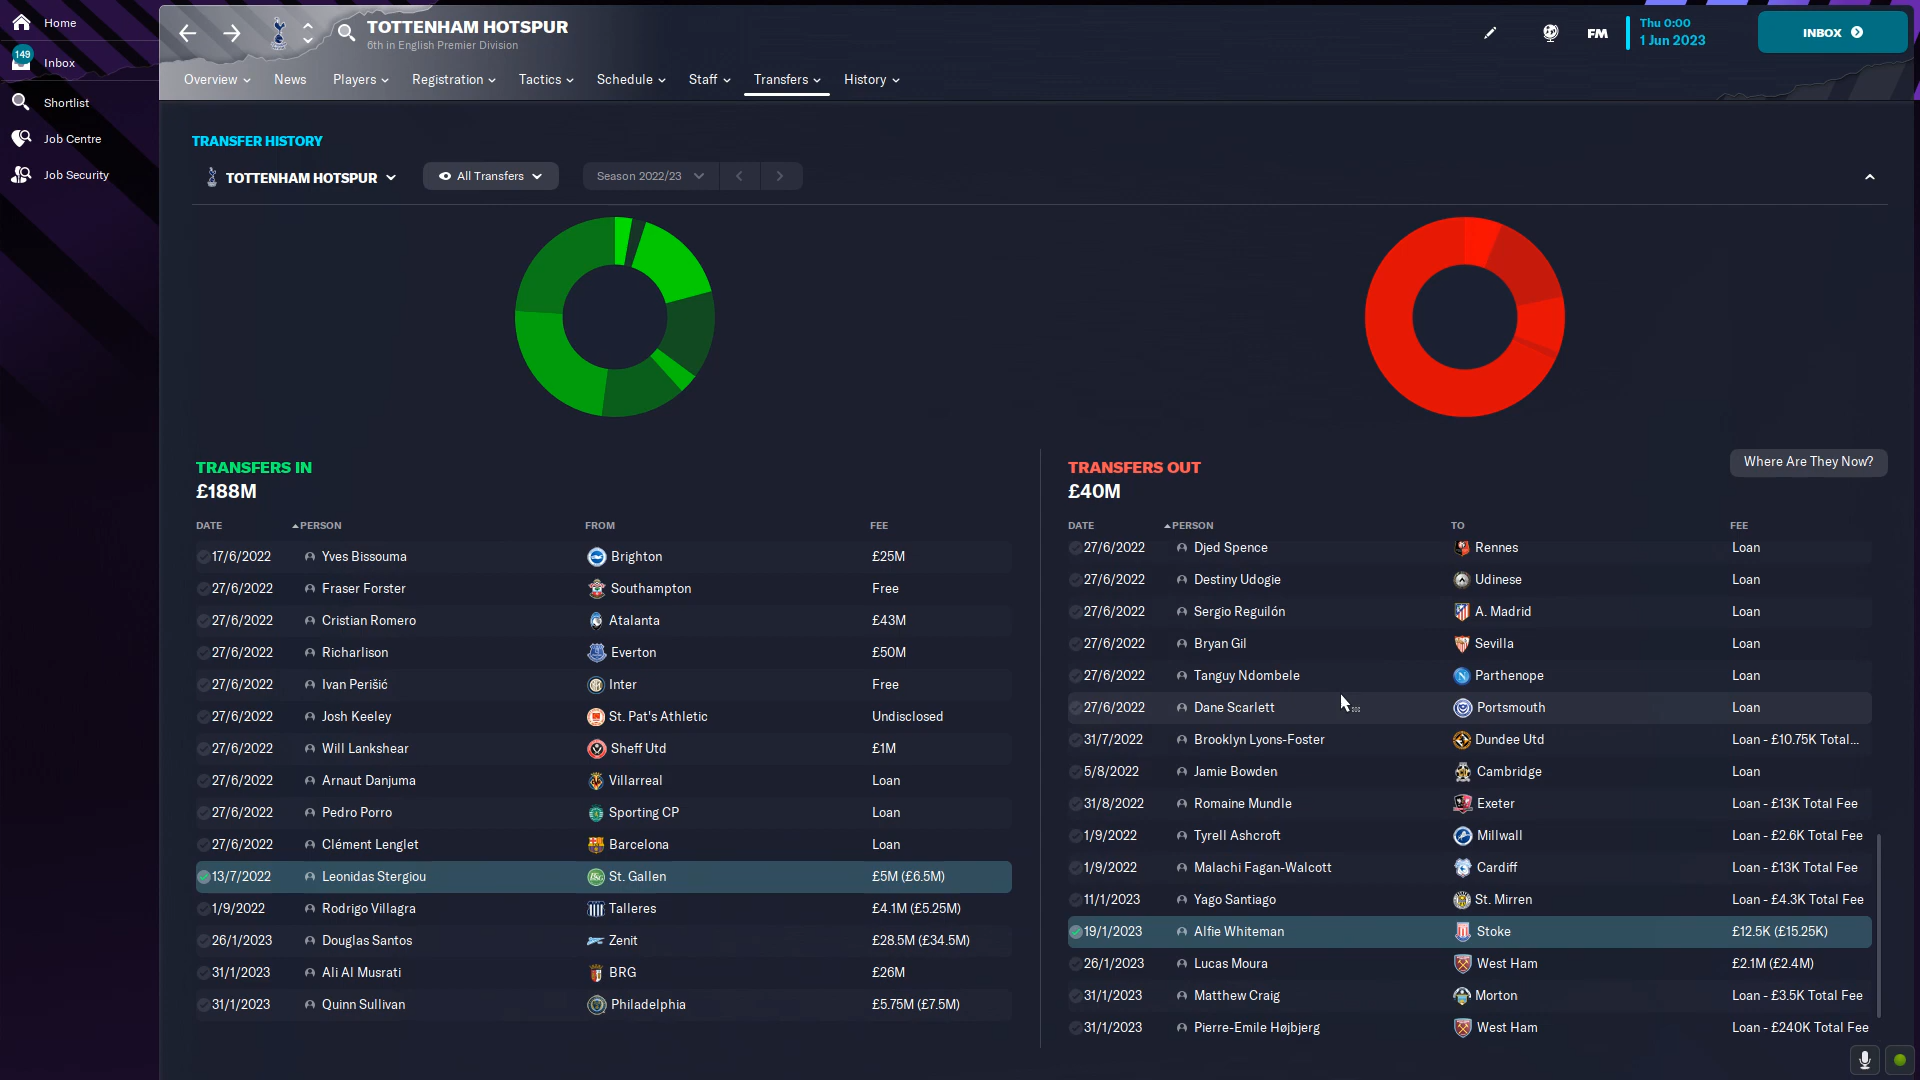 Home
149
Inbox
Shortlist
Job Centre
Job Security
TOTTENHAM HOTSPUR
6th in English Premier Division
FM
Thu 0:00
1 Jun 2023
INBOX
Overview News Players Registration Tactics Schedule Staff Transfers History
TRANSFER HISTORY
TOTTENHAM HOTSPUR All Transfers Season 2022/23
TRANSFERS IN
£188M
DATE PERSON FROM FEE
17/6/2022 Yves Bissouma Brighton £25M
27/6/2022 Fraser Forster Southampton Free
27/6/2022 Cristian Romero Atalanta £43M
27/6/2022 Richarlison Everton £50M
27/6/2022 Ivan Perišić Inter Free
27/6/2022 Josh Keeley St. Pat's Athletic Undisclosed
27/6/2022 Will Lankshear Sheff Utd £1M
27/6/2022 Arnaut Danjuma Villarreal Loan
27/6/2022 Pedro Porro Sporting CP Loan
27/6/2022 Clément Lenglet Barcelona Loan
13/7/2022 Leonidas Stergiou St. Gallen £5M (£6.5M)
1/9/2022 Rodrigo Villagra Talleres £4.1M (£5.25M)
26/1/2023 Douglas Santos Zenit £28.5M (£34.5M)
31/1/2023 Ali Al Musrati BRG £26M
31/1/2023 Quinn Sullivan Philadelphia £5.75M (£7.5M)
TRANSFERS OUT
£40M
Where Are They Now?
DATE PERSON TO FEE
27/6/2022 Djed Spence Rennes Loan
27/6/2022 Destiny Udogie Udinese Loan
27/6/2022 Sergio Reguilón A. Madrid Loan
27/6/2022 Bryan Gil Sevilla Loan
27/6/2022 Tanguy Ndombele Parthenope Loan
27/6/2022 Dane Scarlett Portsmouth Loan
31/7/2022 Brooklyn Lyons-Foster Dundee Utd Loan - £10.75K Total...
5/8/2022 Jamie Bowden Cambridge Loan
31/8/2022 Romaine Mundle Exeter Loan - £13K Total Fee
1/9/2022 Tyrell Ashcroft Millwall Loan - £2.6K Total Fee
1/9/2022 Malachi Fagan-Walcott Cardiff Loan - £13K Total Fee
11/1/2023 Yago Santiago St. Mirren Loan - £4.3K Total Fee
19/1/2023 Alfie Whiteman Stoke £12.5K (£15.25K)
26/1/2023 Lucas Moura West Ham £2.1M (£2.4M)
31/1/2023 Matthew Craig Morton Loan - £3.5K Total Fee
31/1/2023 Pierre-Emile Højbjerg West Ham Loan - £240K Total Fee